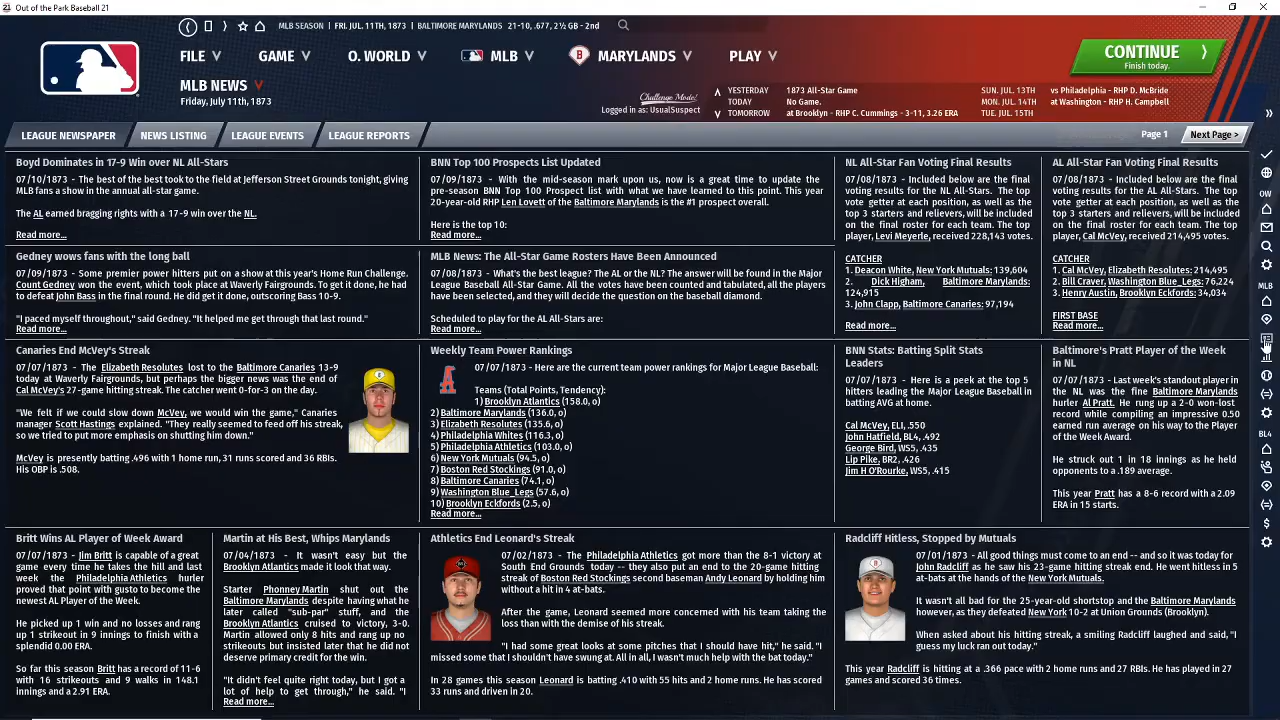 Out of the Park Baseball 21
MLB SEASON | FRI. JUL. 11TH, 1873 | BALTIMORE MARYLANDS 21-10, .677, 2½ GB - 2nd
FILE GAME O. WORLD MLB MARYLANDS PLAY
CONTINUE
Finish today.
MLB NEWS
Friday, July 11th, 1873
Challenge Mode!
Logged in as: UsualSuspect
YESTERDAY 1873 All-Star Game SUN. JUL. 13TH vs Philadelphia - RHP D. McBride
TODAY No Game. MON. JUL. 14TH at Washington - RHP H. Campbell
TOMORROW at Brooklyn - RHP C. Cummings - 3-11, 3.26 ERA TUE. JUL. 15TH
LEAGUE NEWSPAPER NEWS LISTING LEAGUE EVENTS LEAGUE REPORTS Page 1 Next Page >
Boyd Dominates in 17-9 Win over NL All-Stars
07/10/1873 - The best of the best took to the field at Jefferson Street Grounds tonight, giving
MLB fans a show in the annual all-star game.
The AL earned bragging rights with a 17-9 win over the NL.
Read more...
BNN Top 100 Prospects List Updated
07/09/1873 - With the mid-season mark upon us, now is a great time to update the
pre-season BNN Top 100 Prospect list with what we have learned to this point. This year
20-year-old RHP Len Lovett of the Baltimore Marylands is the #1 prospect overall.
Here is the top 10:
Read more...
NL All-Star Fan Voting Final Results
07/08/1873 - Included below are the final
voting results for the NL All-Stars. The top
vote getter at each position, as well as the
top 3 starters and relievers, will be included
on the final roster for each team. The top
player, Levi Meyerle, received 228,143 votes.
CATCHER
1. Deacon White, New York Mutuals: 139,604
2. Dick Higham, Baltimore Marylands:
124,915
3. John Clapp, Baltimore Canaries: 97,194
Read more...
AL All-Star Fan Voting Final Results
07/08/1873 - Included below are the final
voting results for the AL All-Stars. The top
vote getter at each position, as well as the
top 3 starters and relievers, will be included
on the final roster for each team. The top
player, Cal McVey, received 214,495 votes.
CATCHER
1. Cal McVey, Elizabeth Resolutes: 214,495
2. Bill Craver, Washington Blue_Legs: 76,224
3. Henry Austin, Brooklyn Eckfords: 34,034
FIRST BASE
Read more...
Gedney wows fans with the long ball
07/09/1873 - Some premier power hitters put on a show at this year's Home Run Challenge.
Count Gedney won the event, which took place at Waverly Fairgrounds. To get it done, he
had to defeat John Bass in the final round. He did get it done, outscoring Bass 10-9.
"I paced myself throughout," said Gedney. "It helped me get through that last round."
Read more...
MLB News: The All-Star Game Rosters Have Been Announced
07/08/1873 - What's the best league? The AL or the NL? The answer will be found in the Major
League Baseball All-Star Game. All the votes have been counted and tabulated, all the players
have been selected, and they will decide the question on the baseball diamond.
Scheduled to play for the AL All-Stars are:
Read more...
Canaries End McVey's Streak
07/07/1873 - The Elizabeth Resolutes lost to the Baltimore Canaries 13-9
today at Waverly Fairgrounds, but perhaps the bigger news was the end of
Cal McVey's 27-game hitting streak. The catcher went 0-for-3 on the day.
"We felt if we could slow down McVey, we would win the game," Canaries
manager Scott Hastings explained. "They really seemed to feed off his streak,
so we tried to put more emphasis on shutting him down."
McVey is presently batting .496 with 1 home run, 31 runs scored and 36 RBIs.
His OBP is .508.
Weekly Team Power Rankings
07/07/1873 - Here are the current team power rankings for Major League Baseball:
Teams (Total Points, Tendency):
1) Brooklyn Atlantics (158.0, o)
2) Baltimore Marylands (136.0, o)
3) Elizabeth Resolutes (135.6, o)
4) Philadelphia Whites (116.3, o)
5) Philadelphia Athletics (103.0, o)
6) New York Mutuals (94.5, o)
7) Boston Red Stockings (91.0, o)
8) Baltimore Canaries (74.1, o)
9) Washington Blue_Legs (57.6, o)
10) Brooklyn Eckfords (2.5, o)
Read more...
BNN Stats: Batting Split Stats
Leaders
07/07/1873 - Here is a peek at the top 5
hitters leading the Major League Baseball in
batting AVG at home.
Cal McVey, ELI, .550
John Hatfield, BL4, .492
George Bird, WS5, .435
Lip Pike, BR2, .426
Jim H O'Rourke, WS5, .415
Baltimore's Pratt Player of the Week
in NL
07/07/1873 - Last week's standout player in
the NL was the fine Baltimore Marylands
hurler Al Pratt. He rung up a 2-0 won-lost
record while compiling an impressive 0.50
earned run average on his way to the Player
of the Week Award.
He struck out 1 in 18 innings as he held
opponents to a .189 average.
This year Pratt has a 8-6 record with a 2.09
ERA in 15 starts.
Britt Wins AL Player of Week Award
07/07/1873 - Jim Britt is capable of a great
game every time he takes the hill and last
week the Philadelphia Athletics hurler
proved that point with gusto to become the
newest AL Player of the Week.
He picked up 1 win and no losses and rang
up 1 strikeout in 9 innings to finish with a
splendid 0.00 ERA.
So far this season Britt has a record of 11-6
with 16 strikeouts and 9 walks in 148.1
innings and a 2.91 ERA.
Martin at His Best, Whips Marylands
07/04/1873 - It wasn't easy but the
Brooklyn Atlantics made it look that way.
Starter Phonney Martin shut out the
Baltimore Marylands despite having what he
later called "sub-par" stuff, and the
Brooklyn Atlantics cruised to victory, 3-0.
Martin allowed only 8 hits and rang up no
strikeouts but insisted later that he did not
deserve primary credit for the win.
"It didn't feel quite right today, but I got a
lot of help to get through," he said. "I
Read more...
Athletics End Leonard's Streak
07/02/1873 - The Philadelphia Athletics got more than the 8-1 victory at
South End Grounds today -- they also put an end to the 20-game hitting
streak of Boston Red Stockings second baseman Andy Leonard by holding him
without a hit in 4 at-bats.
After the game, Leonard seemed more concerned with his team taking the
loss than with the demise of his streak.
"I had some great looks at some pitches that I should have hit," he said. "I
missed some that I shouldn't have swung at. All in all, I wasn't much help with the bat today."
In 28 games this season Leonard is batting .410 with 55 hits and 2 home runs. He has scored
33 runs and driven in 20.
Radcliff Hitless, Stopped by Mutuals
07/01/1873 - All good things must come to an end -- and so it was today for
John Radcliff as he saw his 23-game hitting streak end. He went hitless in 5
at-bats at the hands of the New York Mutuals.
It wasn't all bad for the 25-year-old shortstop and the Baltimore Marylands
however, as they defeated New York 10-2 at Union Grounds (Brooklyn).
When asked about his hitting streak, a smiling Radcliff laughed and said, "I
guess my luck ran out today."
This year Radcliff is hitting at a .366 pace with 2 home runs and 27 RBIs. He has played in 27
games and scored 36 times.
OW
MLB
BL4